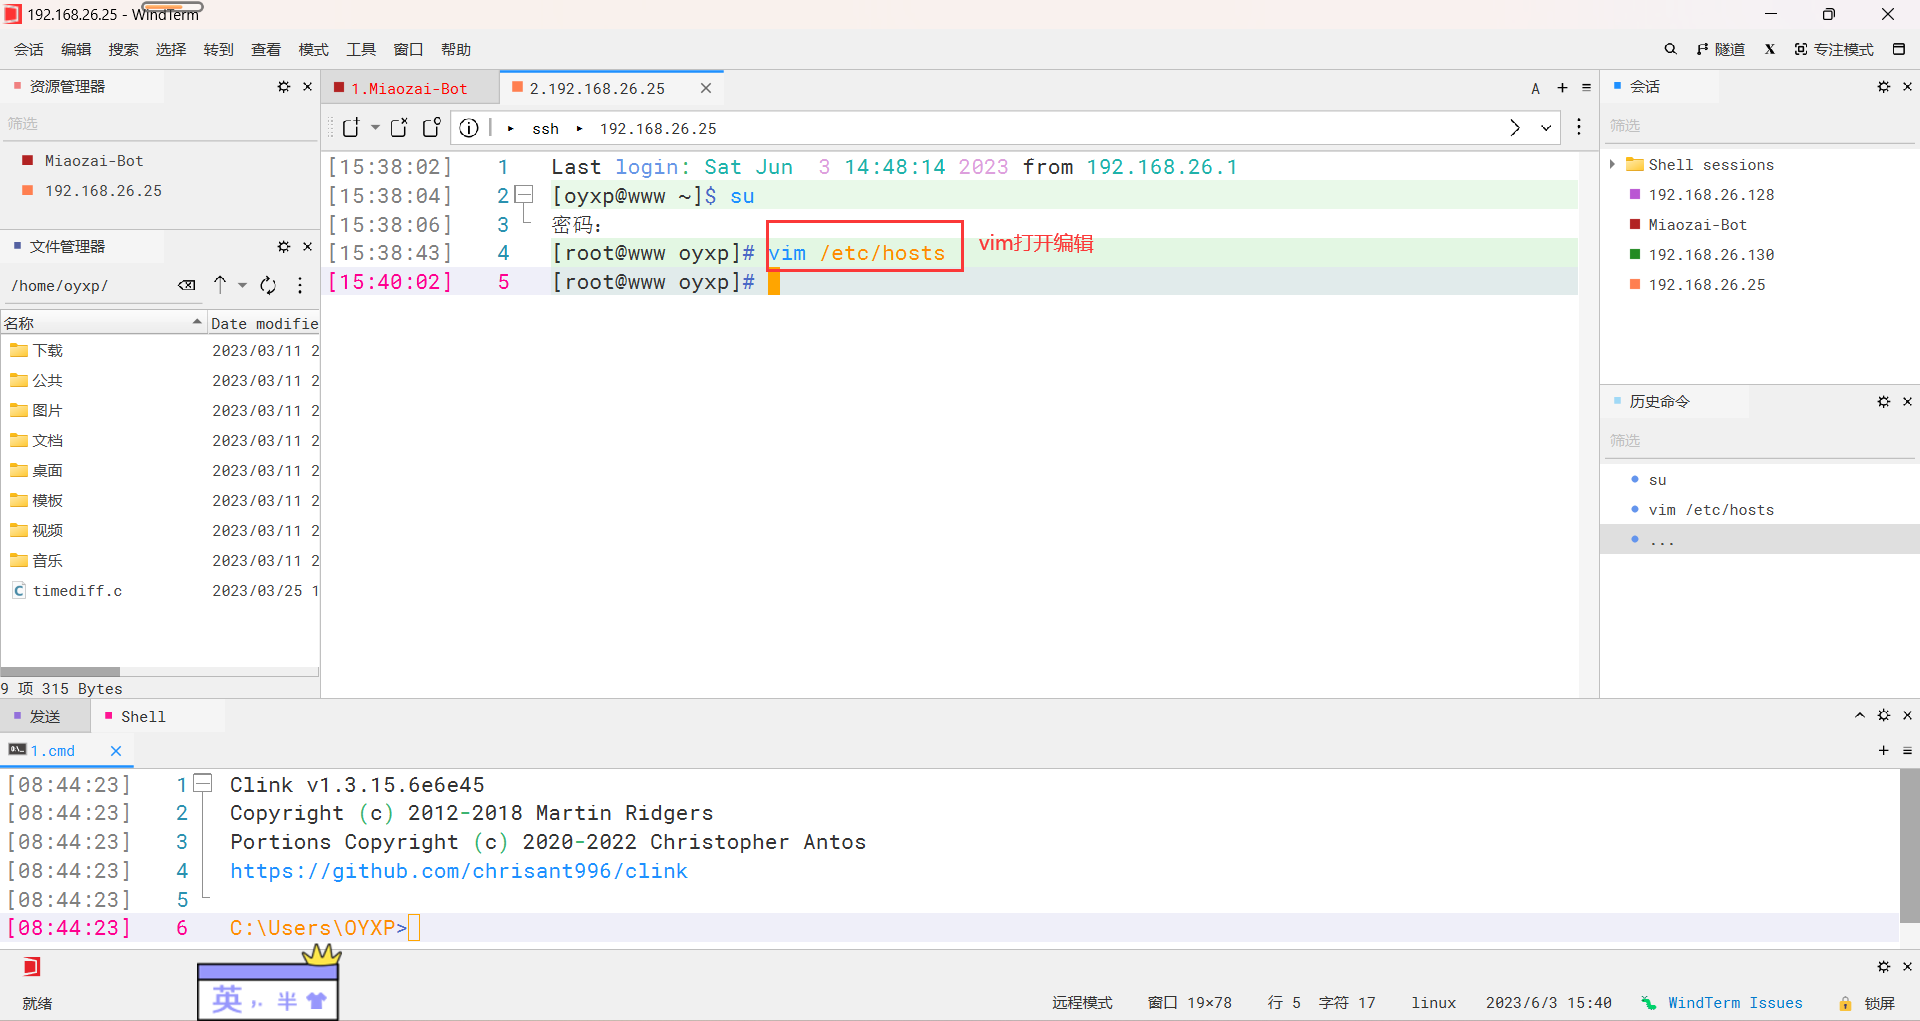 192.168.26.25 - WindTerm
会话 编辑 搜索 选择 转到 查看 模式 工具 窗口 帮助
隧道 X 专注模式
资源管理器
筛选
Miaozai-Bot
192.168.26.25
文件管理器
/home/oyxp/
名称 Date modifie
下载 2023/03/11 2
公共 2023/03/11 2
图片 2023/03/11 2
文档 2023/03/11 2
桌面 2023/03/11 2
模板 2023/03/11 2
视频 2023/03/11 2
音乐 2023/03/11 2
timediff.c 2023/03/25 1
9 项 315 Bytes
1.Miaozai-Bot 2.192.168.26.25
A
ssh 192.168.26.25
[15:38:02] 1 Last login: Sat Jun  3 14:48:14 2023 from 192.168.26.1
[15:38:04] 2 [oyxp@www ~]$ su
[15:38:06] 3 密码：
[15:38:43] 4 [root@www oyxp]# vim /etc/hosts
vim打开编辑
[15:40:02] 5 [root@www oyxp]#
会话
筛选
Shell sessions
192.168.26.128
Miaozai-Bot
192.168.26.130
192.168.26.25
历史命令
筛选
su
vim /etc/hosts
...
发送 Shell
1.cmd
[08:44:23] 1 Clink v1.3.15.6e6e45
[08:44:23] 2 Copyright (c) 2012-2018 Martin Ridgers
[08:44:23] 3 Portions Copyright (c) 2020-2022 Christopher Antos
[08:44:23] 4 https://github.com/chrisant996/clink
[08:44:23] 5
[08:44:23] 6 C:\Users\OYXP>
英 ,. 半
就绪
远程模式 窗口 19×78 行 5 字符 17 linux 2023/6/3 15:40 WindTerm Issues 锁屏